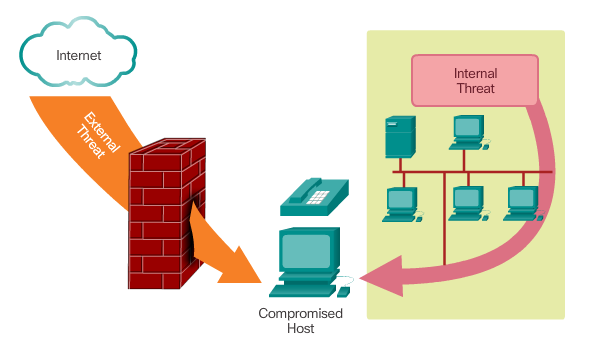 Internet
External
Threat
Internal
Threat
Compromised
Host